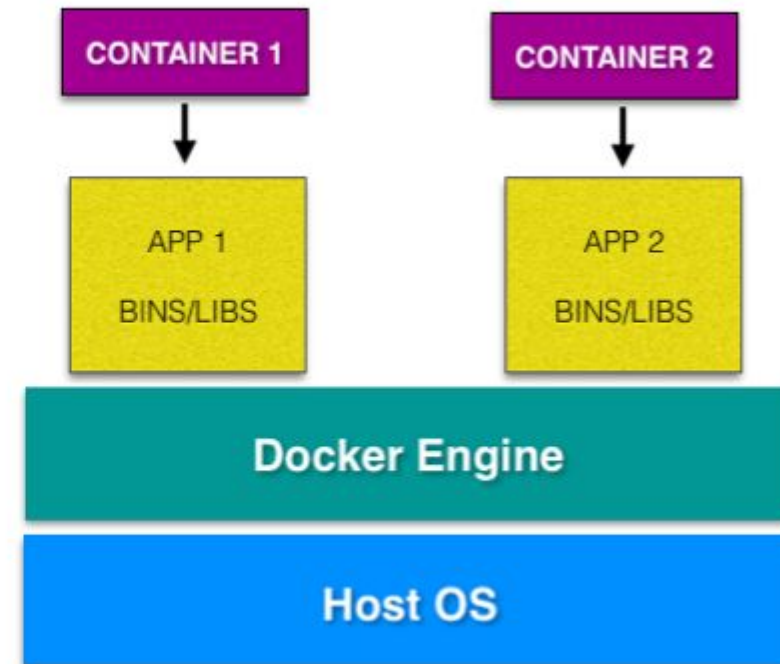 CONTAINER 1
CONTAINER 2
APP 1
BINS/LIBS
APP 2
BINS/LIBS
Docker Engine
Host OS